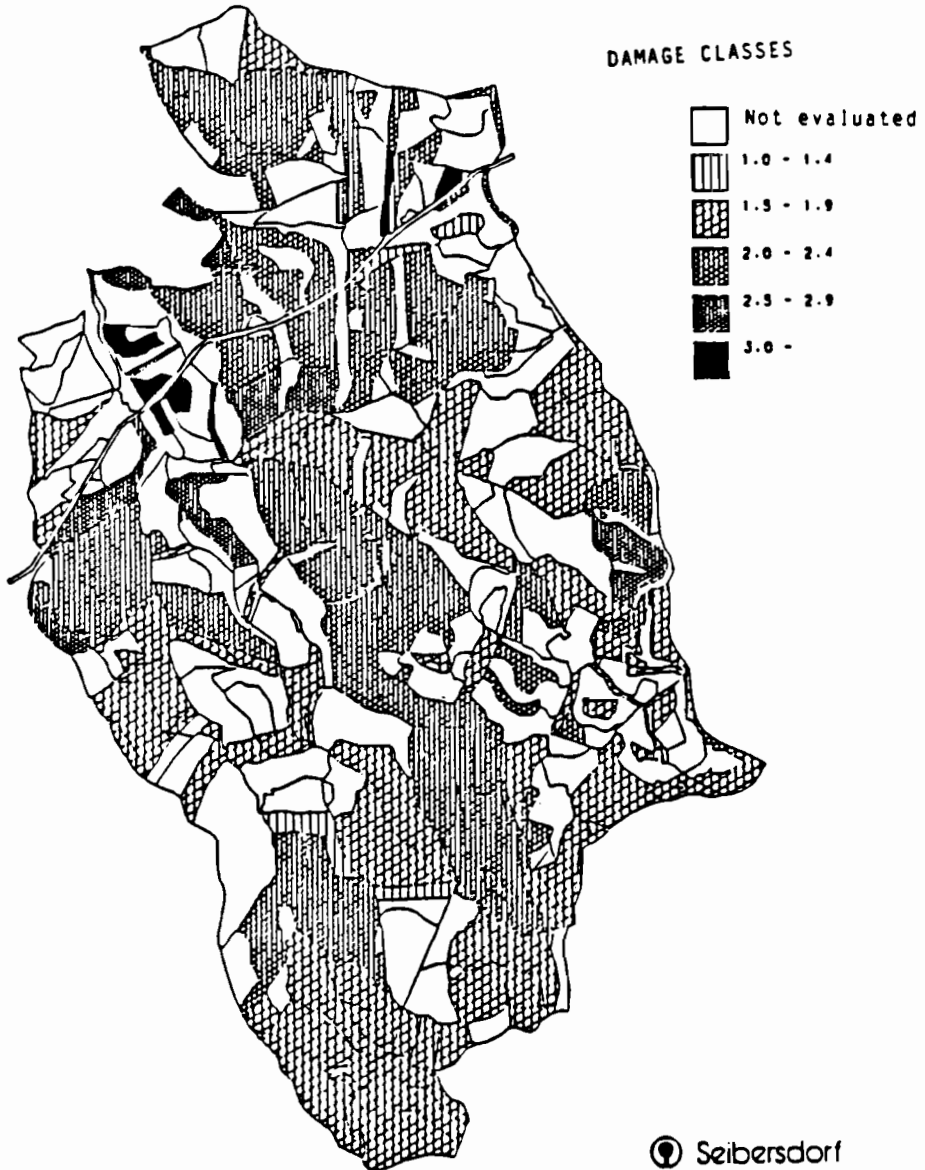 DAMAGE CLASSES
Not evaluated
1.0 - 1.4
1.5 - 1.9
2.0 - 2.4
2.5 - 2.9
3.0 -
Seibersdorf